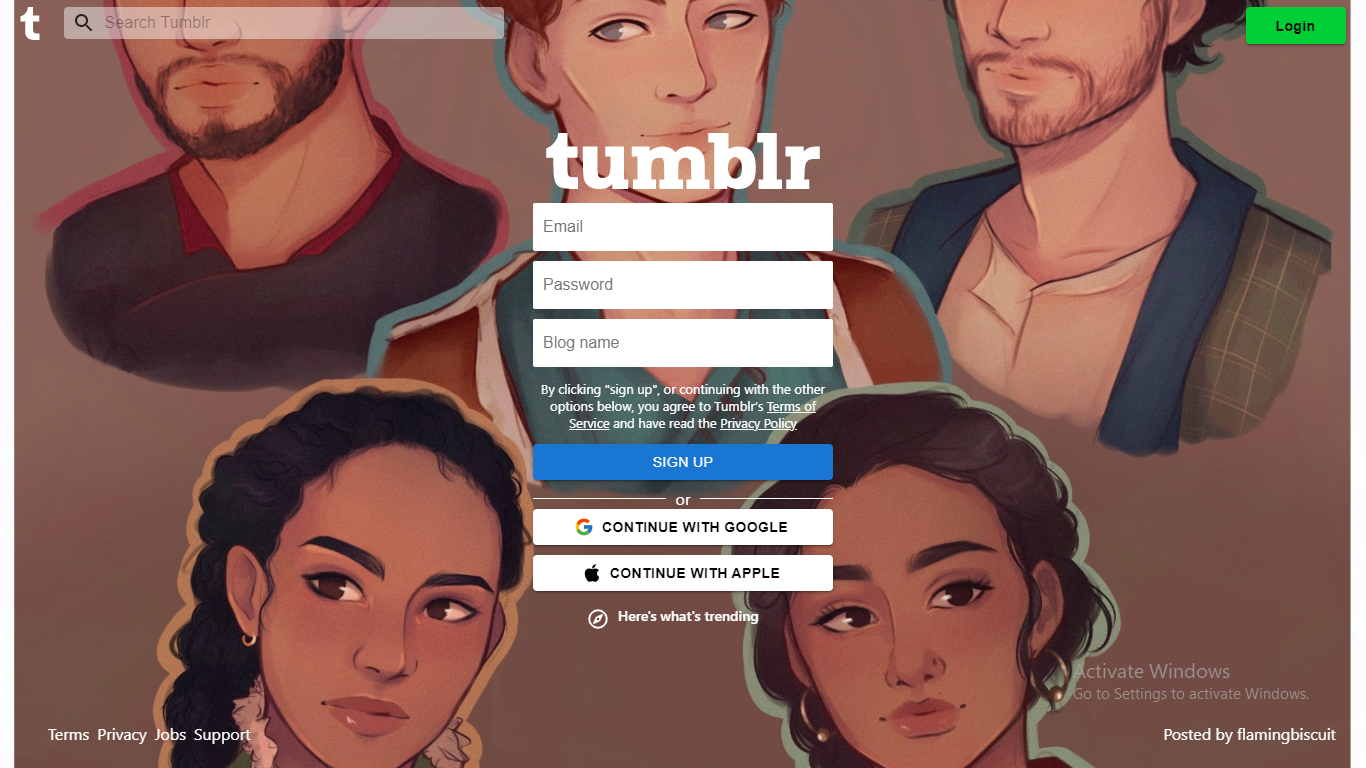 t
Search Tumblr
Login
tumblr
Email
Password
Blog name
By clicking "sign up", or continuing with the other
options below, you agree to Tumblr's Terms of
Service and have read the Privacy Policy
SIGN UP
or
CONTINUE WITH GOOGLE
CONTINUE WITH APPLE
Here's what's trending
Activate Windows
Go to Settings to activate Windows.
Terms Privacy Jobs Support
Posted by flamingbiscuit